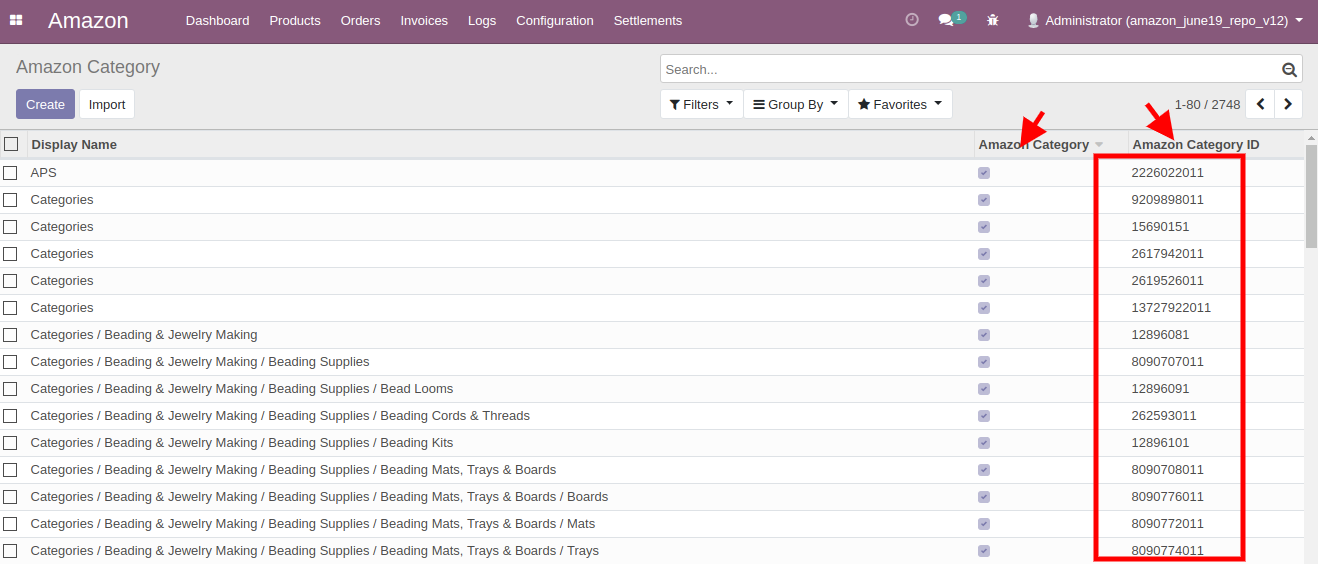 Amazon Dashboard Products Orders Invoices Logs Configuration Settlements 1 Administrator (amazon_june19_repo_v12)
Amazon Category Search...
Create Import Filters Group By Favorites 1-80 / 2748
Display Name Amazon Category Amazon Category ID
APS 2226022011
Categories 9209898011
Categories 15690151
Categories 2617942011
Categories 2619526011
Categories 13727922011
Categories / Beading & Jewelry Making 12896081
Categories / Beading & Jewelry Making / Beading Supplies 8090707011
Categories / Beading & Jewelry Making / Beading Supplies / Bead Looms 12896091
Categories / Beading & Jewelry Making / Beading Supplies / Beading Cords & Threads 262593011
Categories / Beading & Jewelry Making / Beading Supplies / Beading Kits 12896101
Categories / Beading & Jewelry Making / Beading Supplies / Beading Mats, Trays & Boards 8090708011
Categories / Beading & Jewelry Making / Beading Supplies / Beading Mats, Trays & Boards / Boards 8090776011
Categories / Beading & Jewelry Making / Beading Supplies / Beading Mats, Trays & Boards / Mats 8090772011
Categories / Beading & Jewelry Making / Beading Supplies / Beading Mats, Trays & Boards / Trays 8090774011